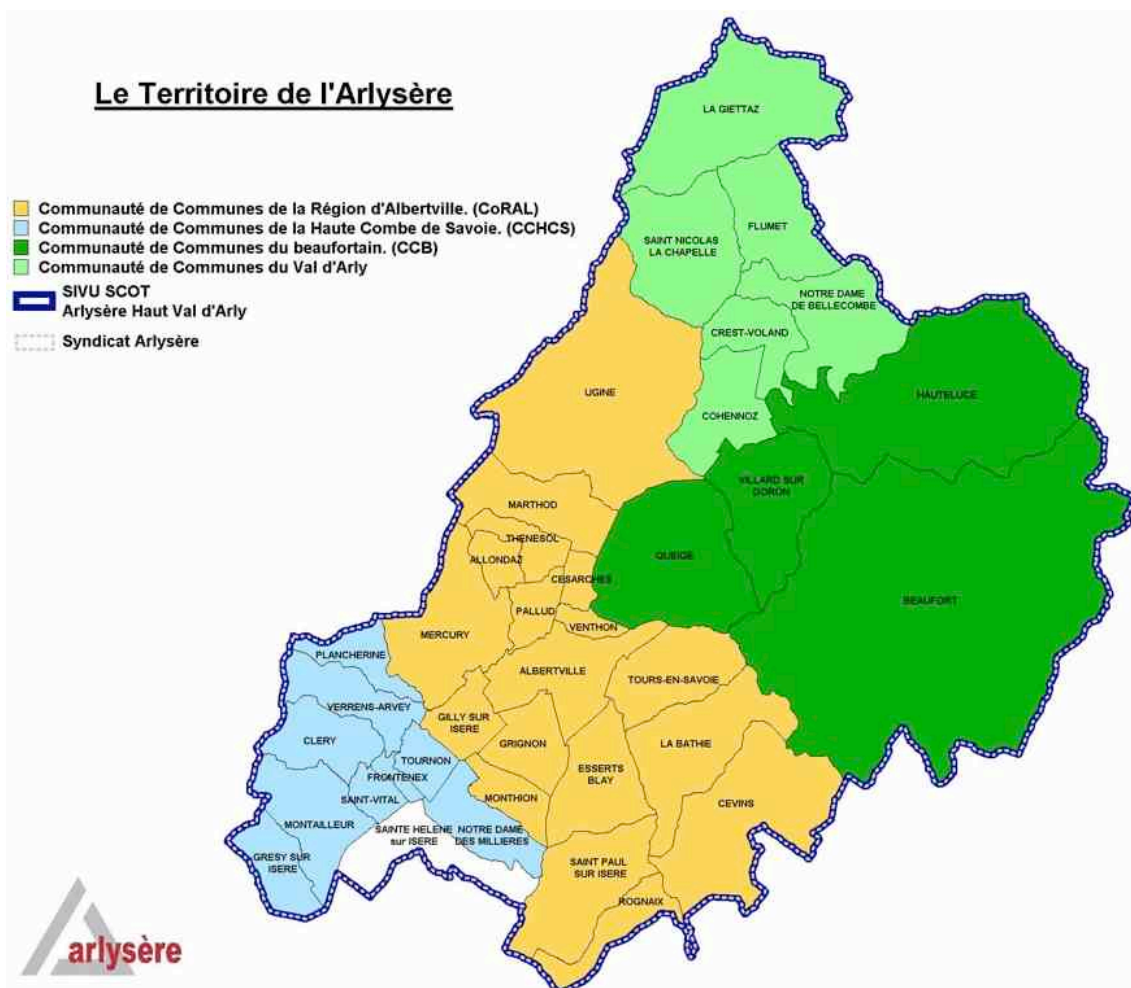 Le Territoire de l'Arlysère
Communauté de Communes de la Région d'Albertville. (CoRAL)
Communauté de Communes de la Haute Combe de Savoie. (CCHCS)
Communauté de Communes du beaufortain. (CCB)
Communauté de Communes du Val d'Arly
SIVU SCOT
Arlysère Haut Val d'Arly
Syndicat Arlysère
LA GIETTAZ
FLUMET
SAINT NICOLAS
LA CHAPELLE
NOTRE DAME
DE BELLECOMBE
CREST-VOLAND
UGINE
HAUTELUCE
COHENNOZ
VILLARD SUR
DORON
MARTHOD
THENESOL
ALLONDAZ
QUEIGE
CESARCHES
BEAUFORT
PALLUD
VENTHON
MERCURY
PLANCHERINE
ALBERTVILLE
TOURS-EN-SAVOIE
VERRENS-ARVEY
GILLY SUR
ISERE
CLERY
GRIGNON
LA BATHIE
TOURNON
ESSERTS
BLAY
FRONTENEX
SAINT-VITAL
MONTHION
CEVINS
MONTAILLEUR
SAINTE HELENE
sur ISERE
NOTRE DAME
DES MILLIERES
GRESY SUR
ISERE
SAINT PAUL
SUR ISERE
ROGNAIX
arlysère